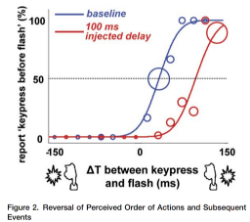 baseline
100 ms
injected delay
report 'keypress before flash' (%)
100
50
0
-150
0
150
ΔT between keypress
and flash (ms)
Figure 2. Reversal of Perceived Order of Actions and Subsequent
Events